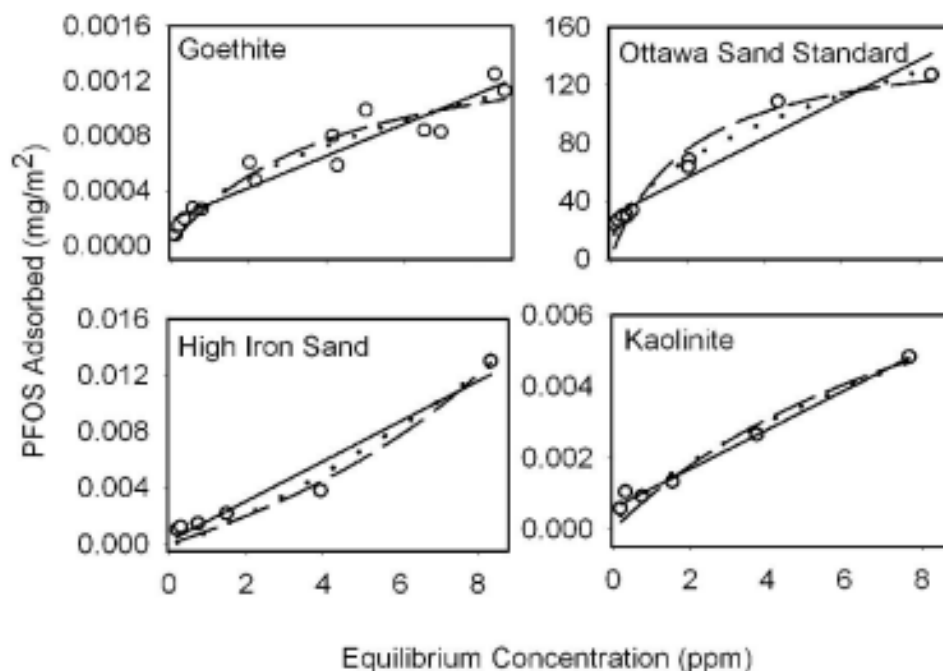 Goethite
0.0016
0.0012
0.0008
0.0004
0.0000
Ottawa Sand Standard
160
120
80
40
0
PFOS Adsorbed (mg/m²)
High Iron Sand
0.016
0.012
0.008
0.004
0.000
0 2 4 6 8
Kaolinite
0.006
0.004
0.002
0.000
0 2 4 6 8
Equilibrium Concentration (ppm)